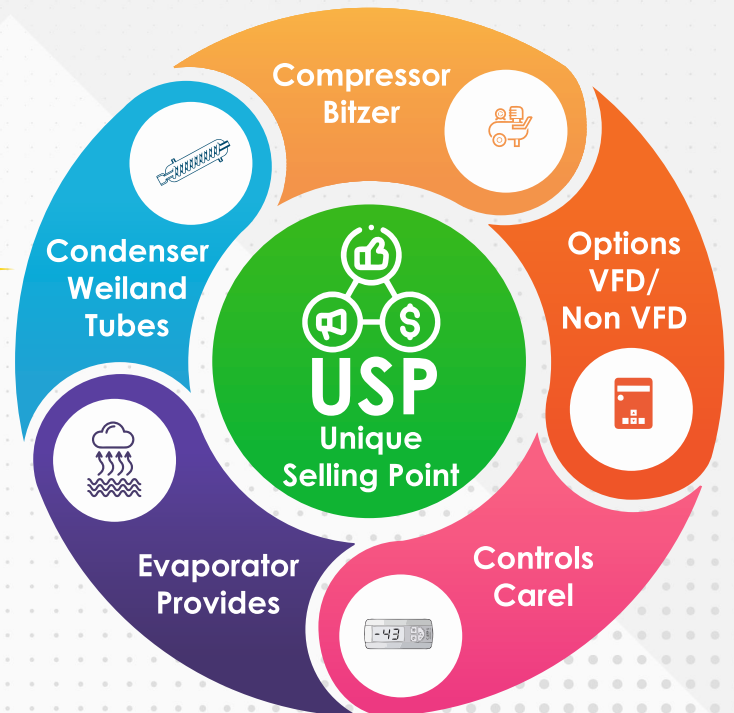 Compressor
Bitzer
Options
VFD/
Non VFD
Controls
Carel
Evaporator
Provides
Condenser
Weiland
Tubes
$
USP
Unique
Selling Point
-43